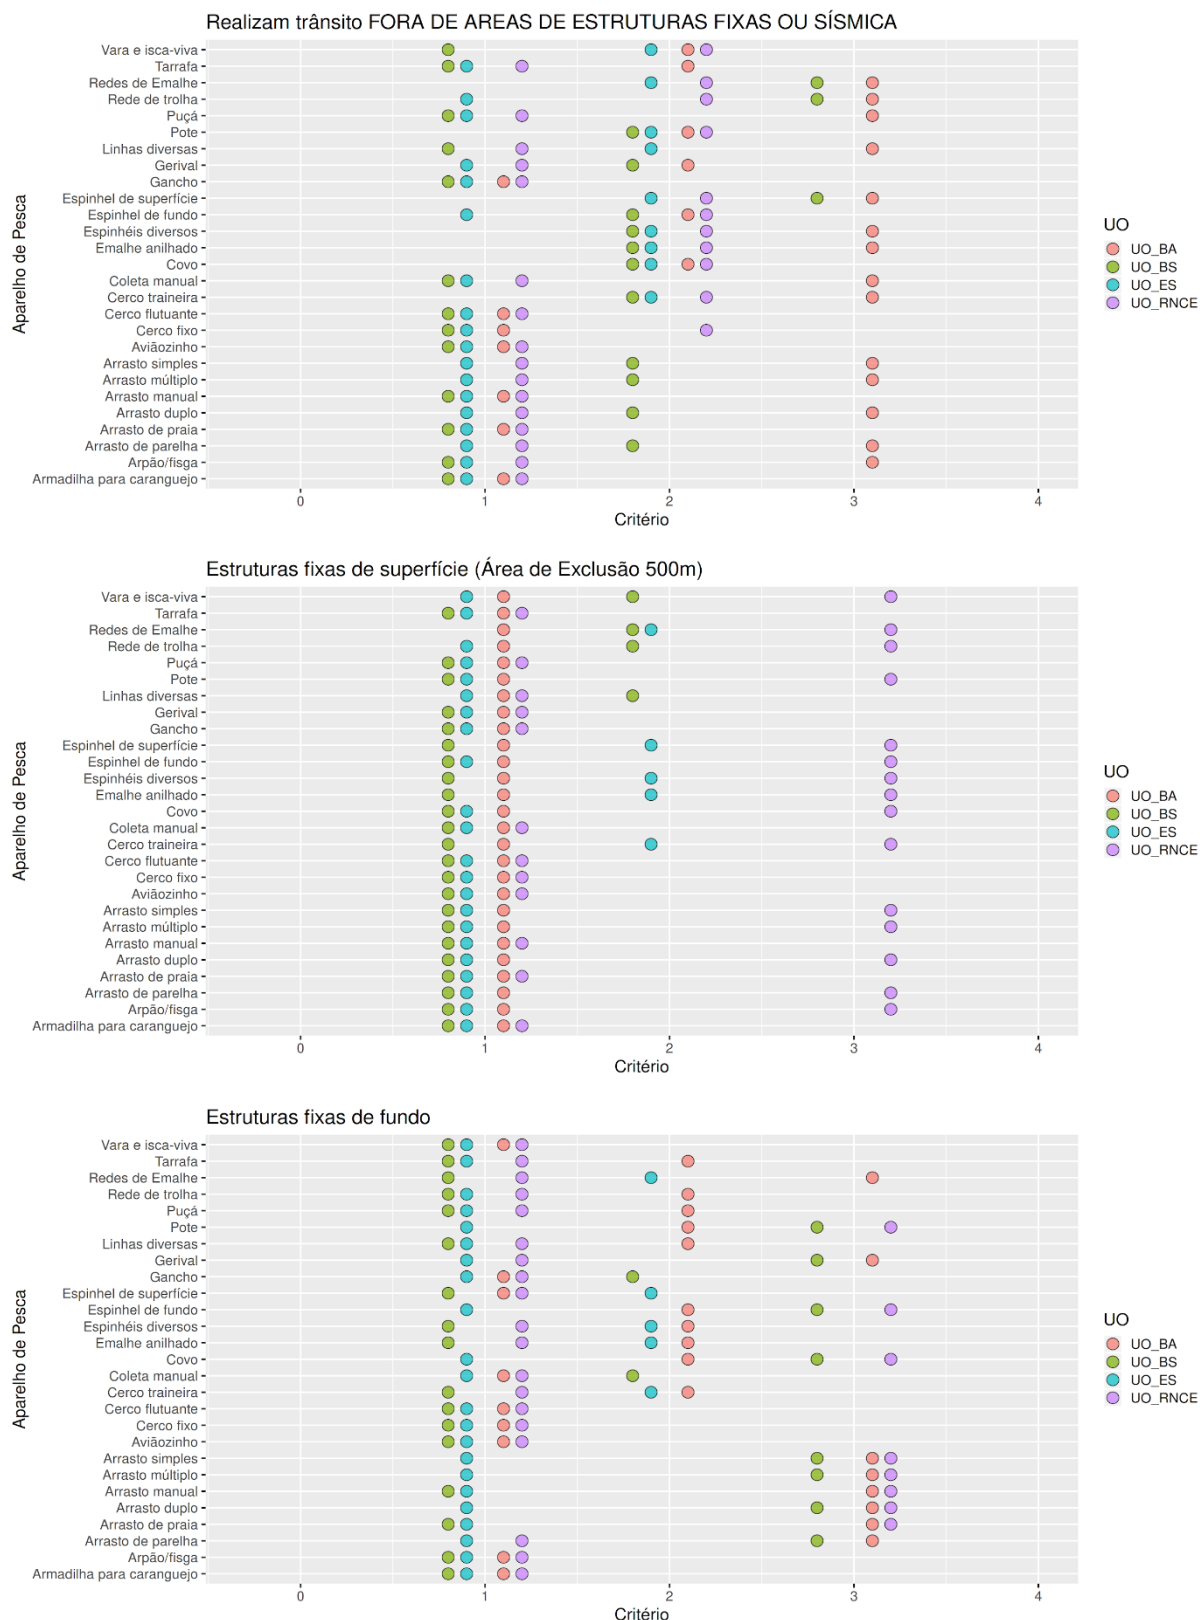 Realizam trânsito FORA DE AREAS DE ESTRUTURAS FIXAS OU SÍSMICA
Aparelho de Pesca
Vara e isca-viva
Tarrafa
Redes de Emalhe
Rede de trolha
Puçá
Pote
Linhas diversas
Gerival
Gancho
Espinhel de superfície
Espinhel de fundo
Espinhéis diversos
Emalhe anilhado
Covo
Coleta manual
Cerco traineira
Cerco flutuante
Cerco fixo
Aviãozinho
Arrasto simples
Arrasto múltiplo
Arrasto manual
Arrasto duplo
Arrasto de praia
Arrasto de parelha
Arpão/fisga
Armadilha para caranguejo
0 1 2 3 4
Critério
UO
UO_BA
UO_BS
UO_ES
UO_RNCE
Estruturas fixas de superfície (Área de Exclusão 500m)
Aparelho de Pesca
Vara e isca-viva
Tarrafa
Redes de Emalhe
Rede de trolha
Puçá
Pote
Linhas diversas
Gerival
Gancho
Espinhel de superfície
Espinhel de fundo
Espinhéis diversos
Emalhe anilhado
Covo
Coleta manual
Cerco traineira
Cerco flutuante
Cerco fixo
Aviãozinho
Arrasto simples
Arrasto múltiplo
Arrasto manual
Arrasto duplo
Arrasto de praia
Arrasto de parelha
Arpão/fisga
Armadilha para caranguejo
0 1 2 3 4
Critério
UO
UO_BA
UO_BS
UO_ES
UO_RNCE
Estruturas fixas de fundo
Aparelho de Pesca
Vara e isca-viva
Tarrafa
Redes de Emalhe
Rede de trolha
Puçá
Pote
Linhas diversas
Gerival
Gancho
Espinhel de superfície
Espinhel de fundo
Espinhéis diversos
Emalhe anilhado
Covo
Coleta manual
Cerco traineira
Cerco flutuante
Cerco fixo
Aviãozinho
Arrasto simples
Arrasto múltiplo
Arrasto manual
Arrasto duplo
Arrasto de praia
Arrasto de parelha
Arpão/fisga
Armadilha para caranguejo
0 1 2 3 4
Critério
UO
UO_BA
UO_BS
UO_ES
UO_RNCE